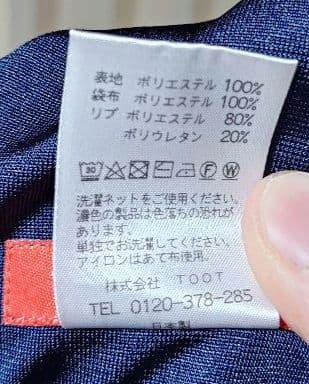 表地 ポリエステル 100%
袋布 ポリエステル 100%
リブ ポリエステル 80%
ポリウレタン 20%
30 F W
洗濯ネットをご使用ください。
濃色の製品は色落ちの恐れが
あります。
単独でお洗濯してください。
アイロンはあて布使用。
株式会社 TOOT
TEL 0120-378-285
日本製